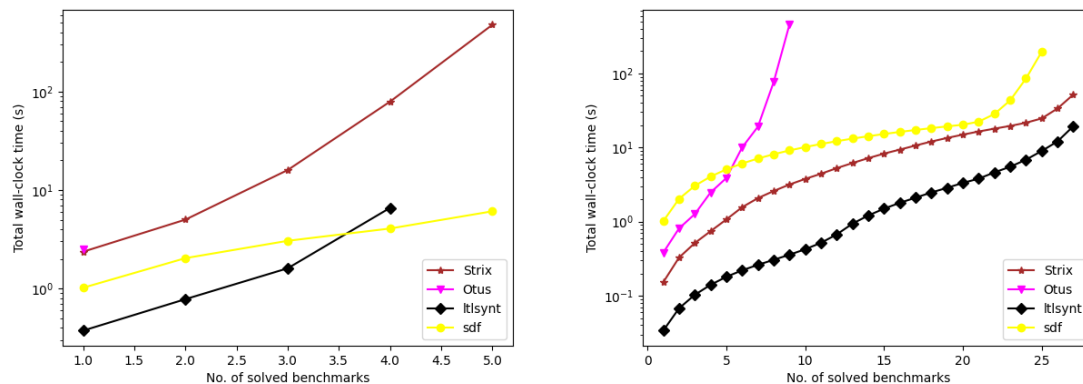 Total wall-clock time (s)
10²
10¹
10⁰
1.0 1.5 2.0 2.5 3.0 3.5 4.0 4.5 5.0
No. of solved benchmarks
Strix
Otus
ltlsynt
sdf
Total wall-clock time (s)
10²
10¹
10⁰
10⁻¹
0 5 10 15 20 25
No. of solved benchmarks
Strix
Otus
ltlsynt
sdf